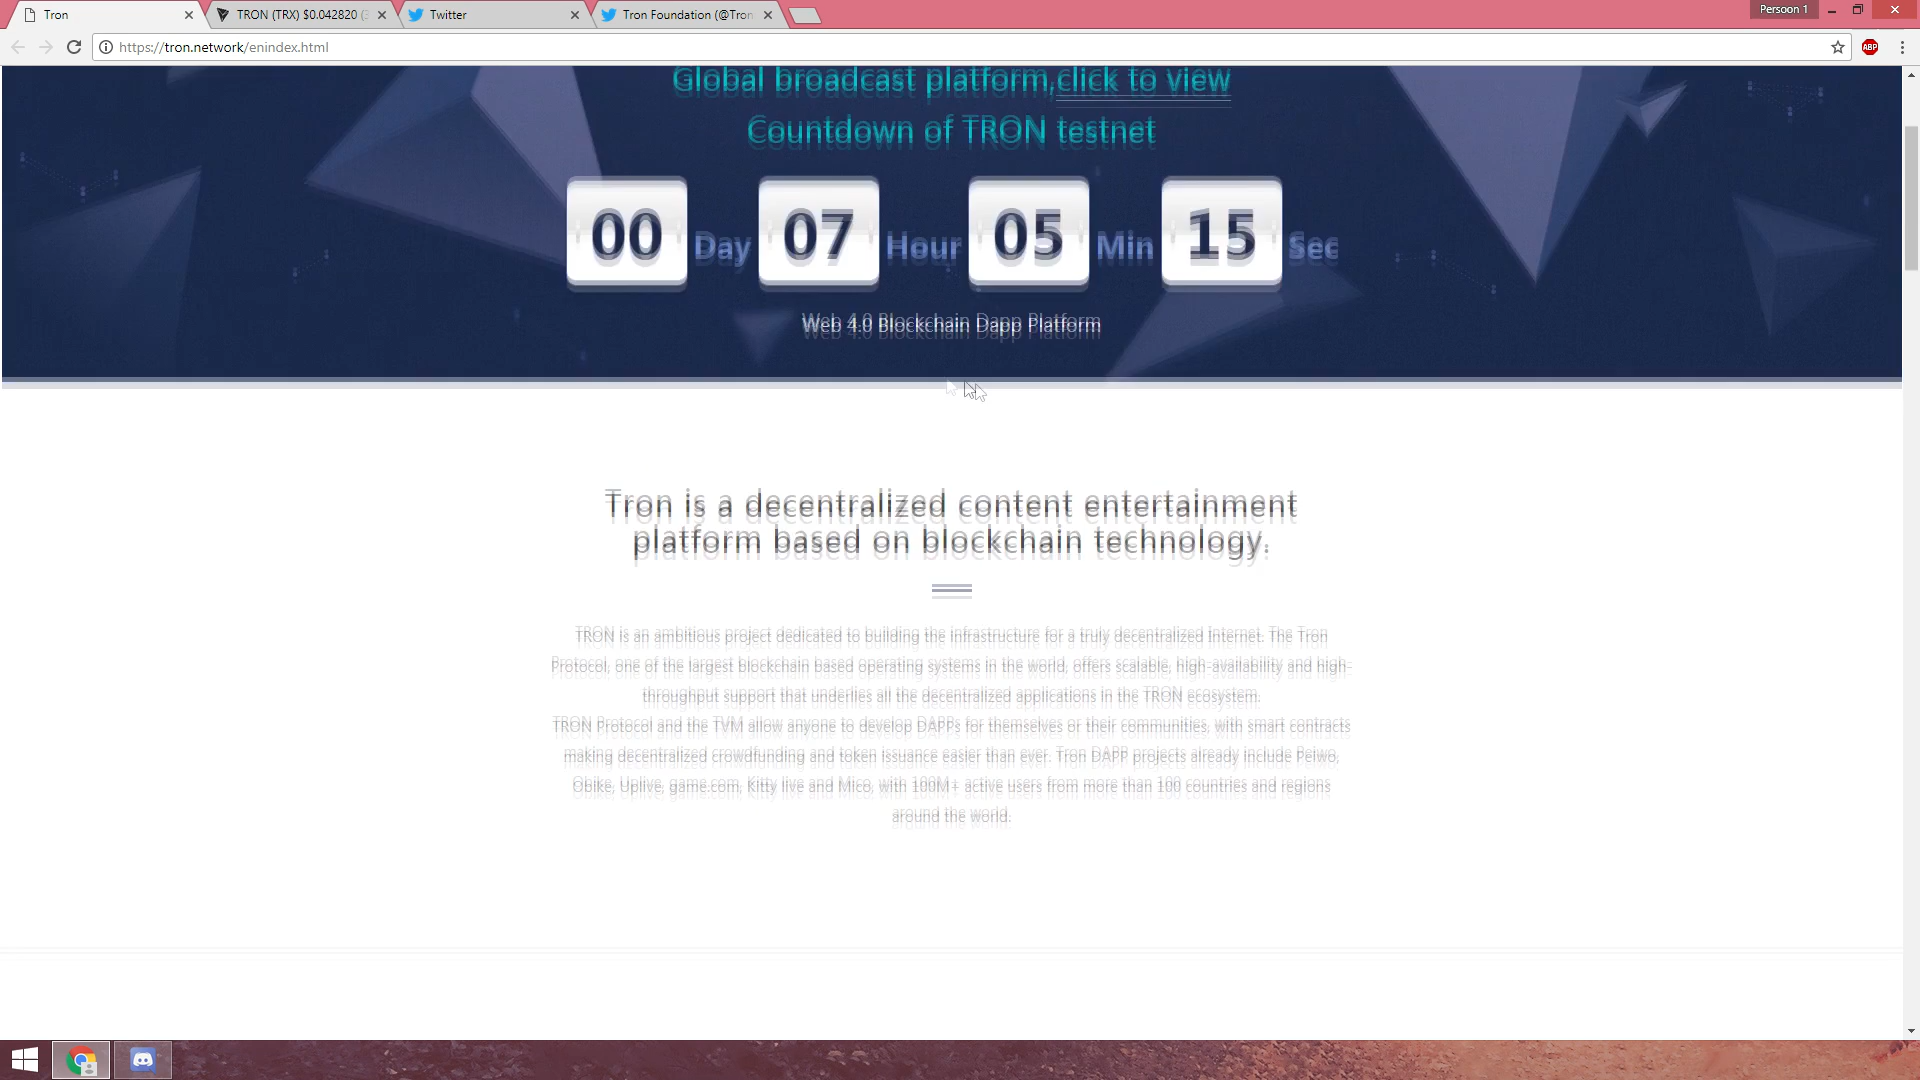 Tron
TRON (TRX) $0.042820
Twitter
Tron Foundation (@Tron
Persoon 1
https://tron.network/enindex.html
ABP
Global broadcast platform,click to view
Countdown of TRON testnet
00 Day 07 Hour 05 Min 15 Sec
Web 4.0 Blockchain Dapp Platform
Tron is a decentralized content entertainment
platform based on blockchain technology.
TRON is an ambitious project dedicated to building the infrastructure for a truly decentralized Internet. The Tron
Protocol, one of the largest blockchain based operating systems in the world, offers scalable, high-availability and high-
throughput support that underlies all the decentralized applications in the TRON ecosystem.
TRON Protocol and the TVM allow anyone to develop DAPPs for themselves or their communities, with smart contracts
making decentralized crowdfunding and token issuance easier than ever. Tron DAPP projects already include Peiwo,
Obike, Uplive, game.com, Kitty live and Mico, with 100M+ active users from more than 100 countries and regions
around the world.